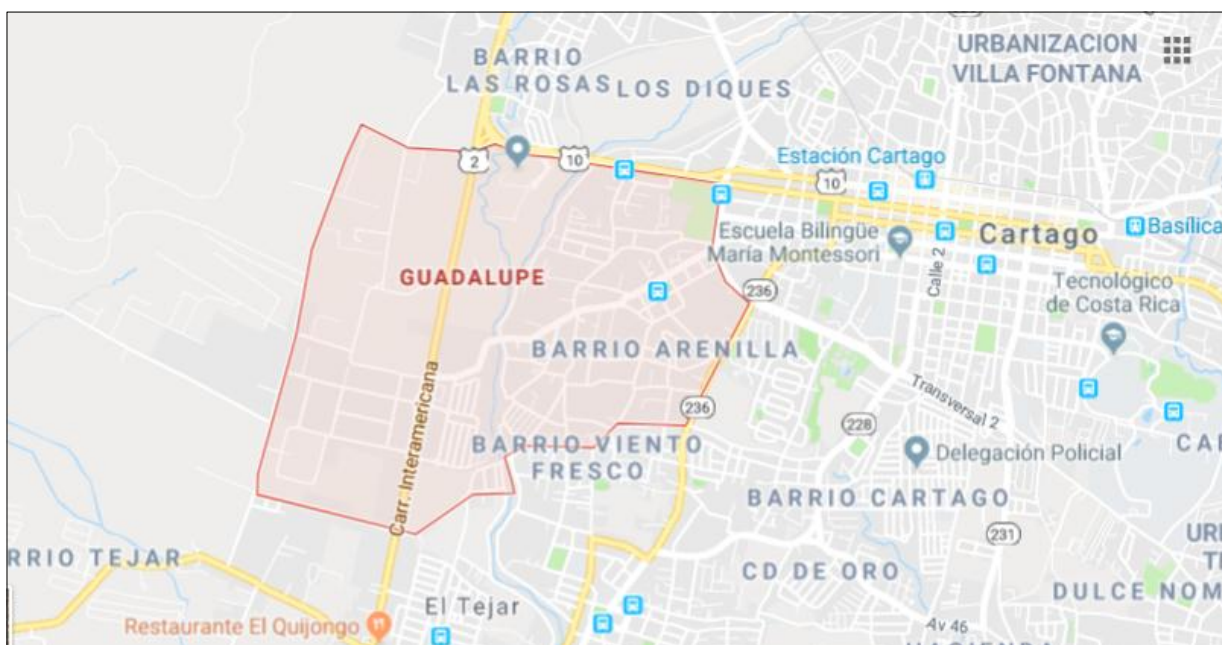 BARRIO
LAS ROSAS
LOS DIQUES
URBANIZACION
VILLA FONTANA
2
10
Estación Cartago
10
Escuela Bilingüe
María Montessori
Cartago
Basílica
Calle 2
Tecnológico
de Costa Rica
GUADALUPE
236
BARRIO ARENILLA
Carr. Interamericana
236
Transversal 2
228
BARRIO VIENTO
FRESCO
Delegación Policial
BARRIO CARTAGO
CA
231
RRIO TEJAR
CD DE ORO
UR
T
DULCE NOM
El Tejar
Restaurante El Quijongo
Av 46